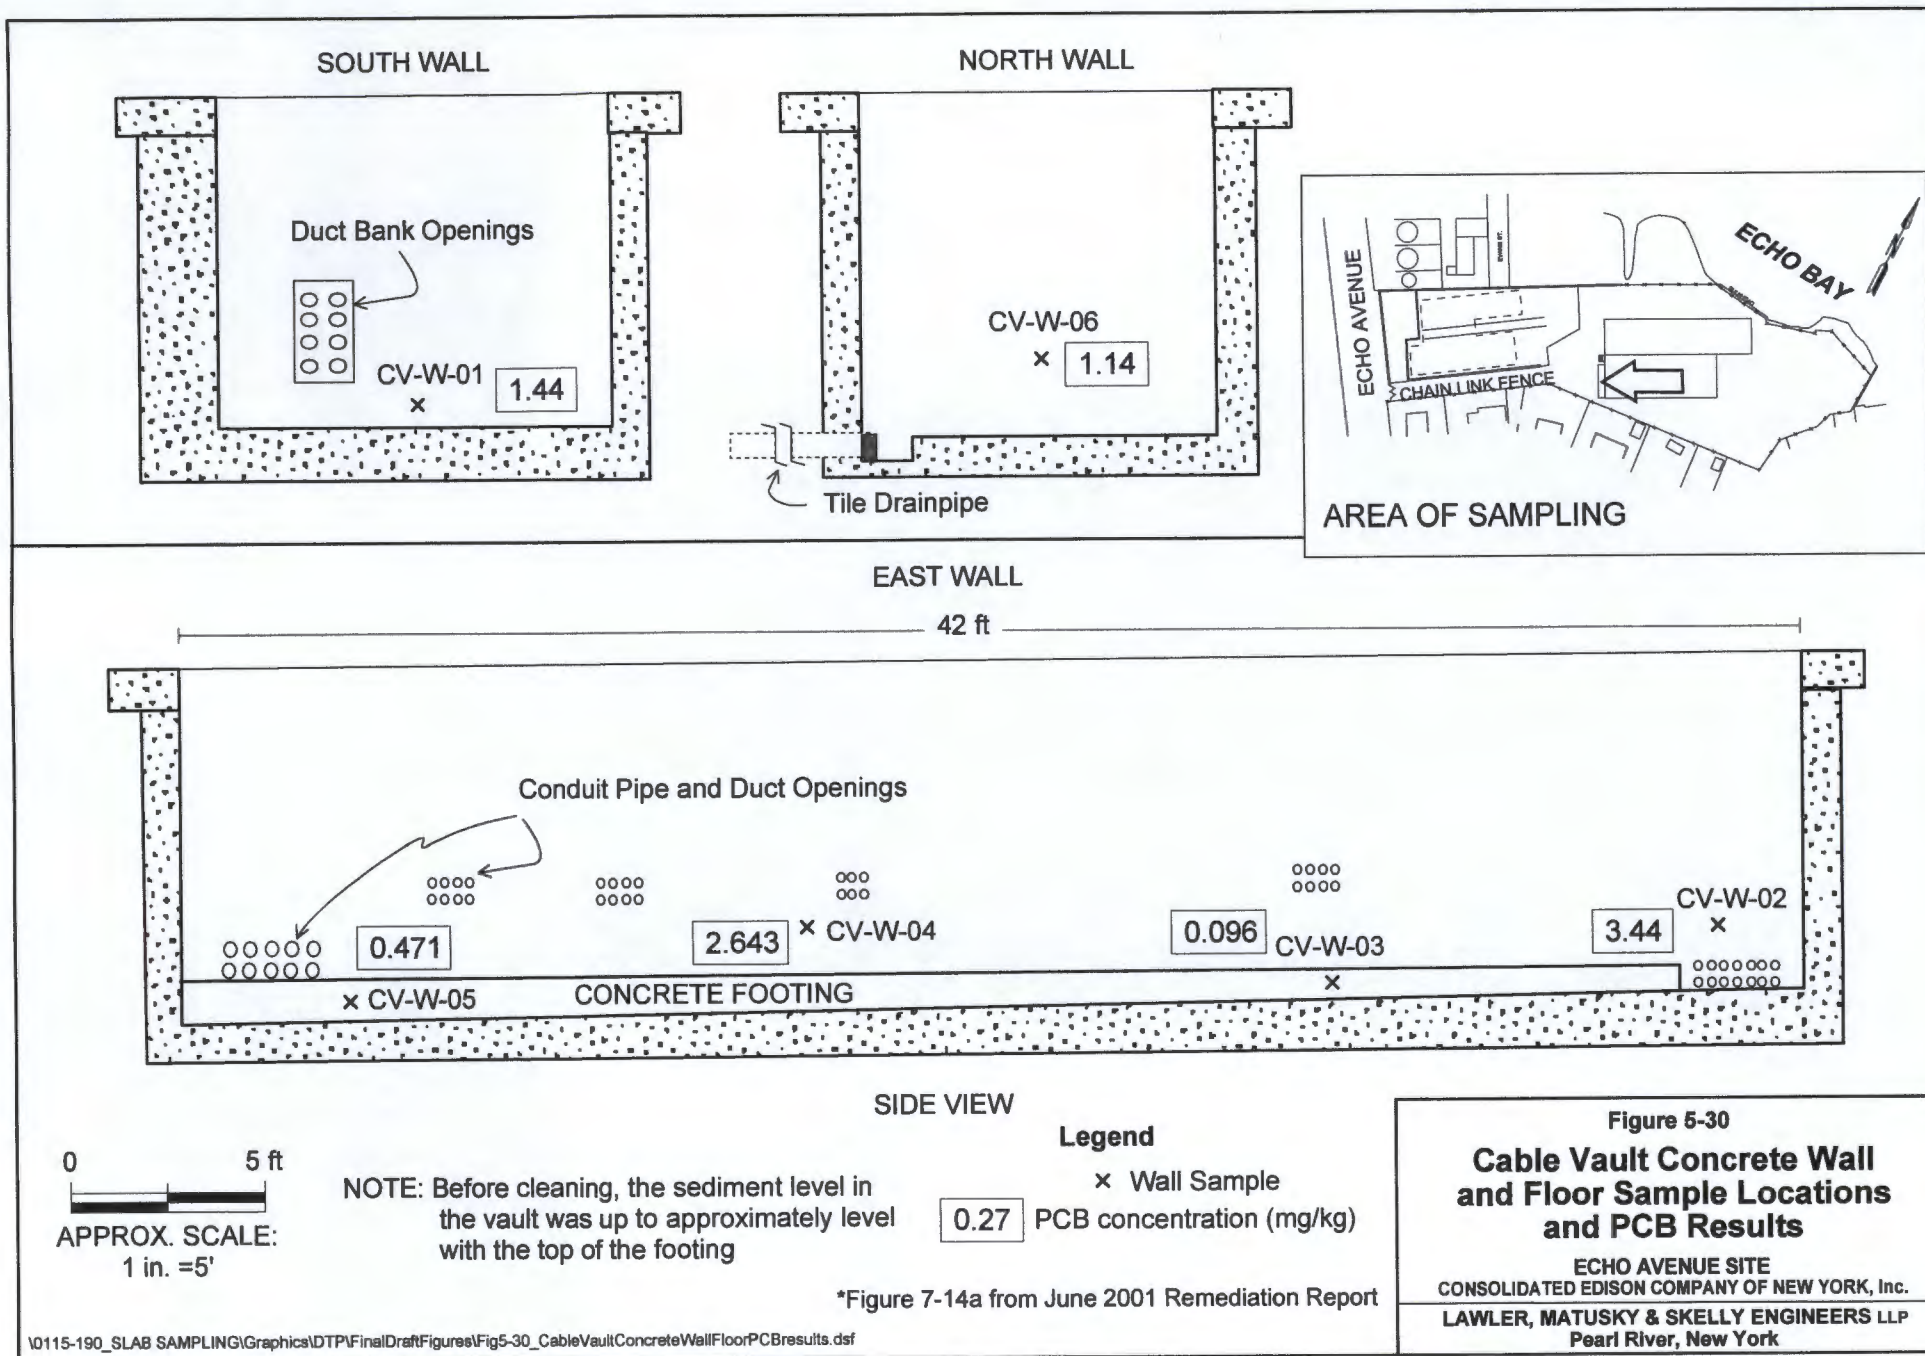 SOUTH WALL
NORTH WALL
Duct Bank Openings
CV-W-01
1.44
CV-W-06
1.14
Tile Drainpipe
ECHO AVENUE
ECHO BAY
N
CHAIN LINK FENCE
AREA OF SAMPLING
EAST WALL
42 ft
Conduit Pipe and Duct Openings
0.471
2.643
CV-W-04
0.096
CV-W-03
3.44
CV-W-02
CV-W-05
CONCRETE FOOTING
SIDE VIEW
0 5 ft
APPROX. SCALE:
1 in. =5'
NOTE: Before cleaning, the sediment level in
the vault was up to approximately level
with the top of the footing
Legend
× Wall Sample
0.27 PCB concentration (mg/kg)
*Figure 7-14a from June 2001 Remediation Report
Figure 5-30
Cable Vault Concrete Wall
and Floor Sample Locations
and PCB Results
ECHO AVENUE SITE
CONSOLIDATED EDISON COMPANY OF NEW YORK, Inc.
LAWLER, MATUSKY & SKELLY ENGINEERS LLP
Pearl River, New York
\0115-190_SLAB SAMPLING\Graphics\DTP\FinalDraftFigures\Fig5-30_CableVaultConcreteWallFloorPCBresults.dsf